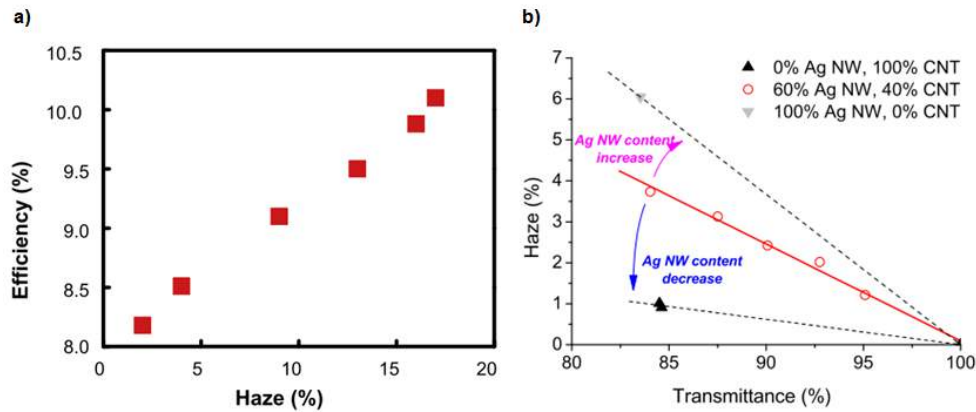 a)
10.5
10.0
9.5
9.0
8.5
8.0
0
5
10
15
20
Efficiency (%)
Haze (%)
b)
7
6
5
4
3
2
1
0
80
85
90
95
100
Haze (%)
Transmittance (%)
0% Ag NW, 100% CNT
60% Ag NW, 40% CNT
100% Ag NW, 0% CNT
Ag NW content
increase
Ag NW content
decrease